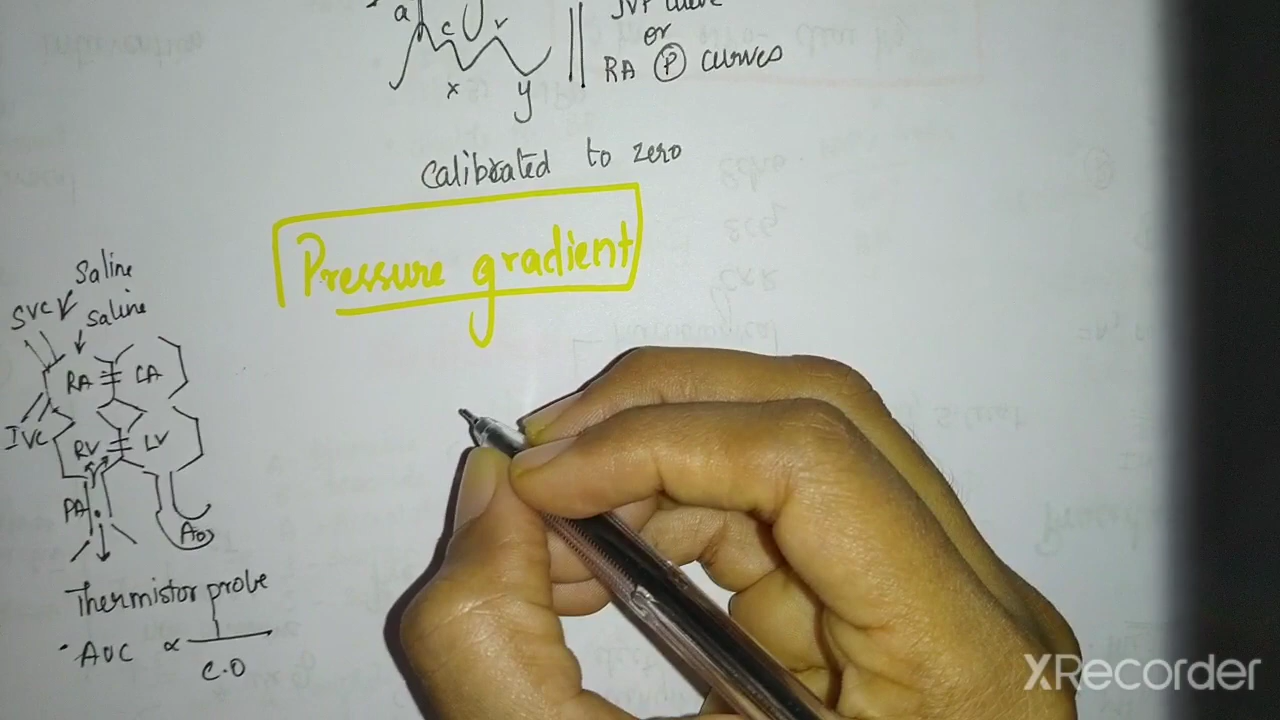 JVP curve
a c v
or
RA (P) curves
x
y
Calibrated to zero
Pressure gradient
Saline
SVC Saline
RA LA
IVC
RV LV
PA
Ao
Thermistor probe
AUC ∝
C.O
XRecorder